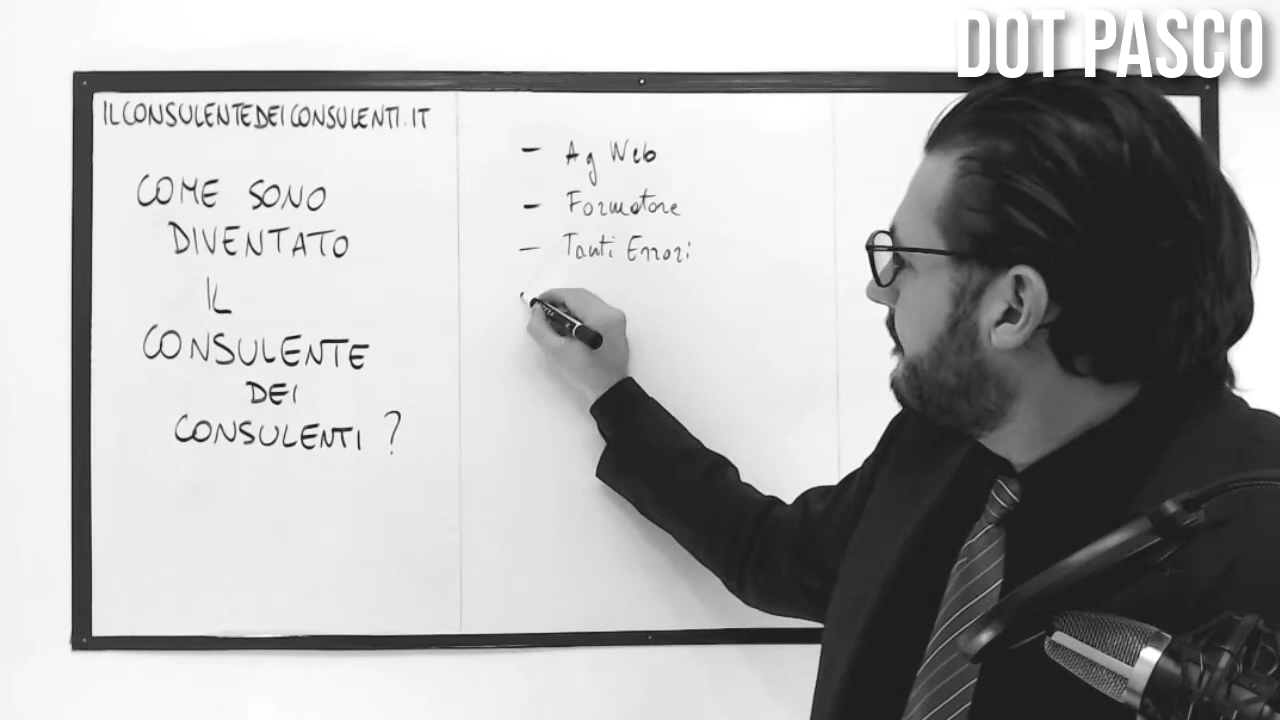 DOT PASCO
ILCONSULENTEDEICONSULENTI.IT
COME SONO
DIVENTATO
IL
CONSULENTE
DEI
CONSULENTI?
- Ag Web
- Formatore
- Tanti Errori